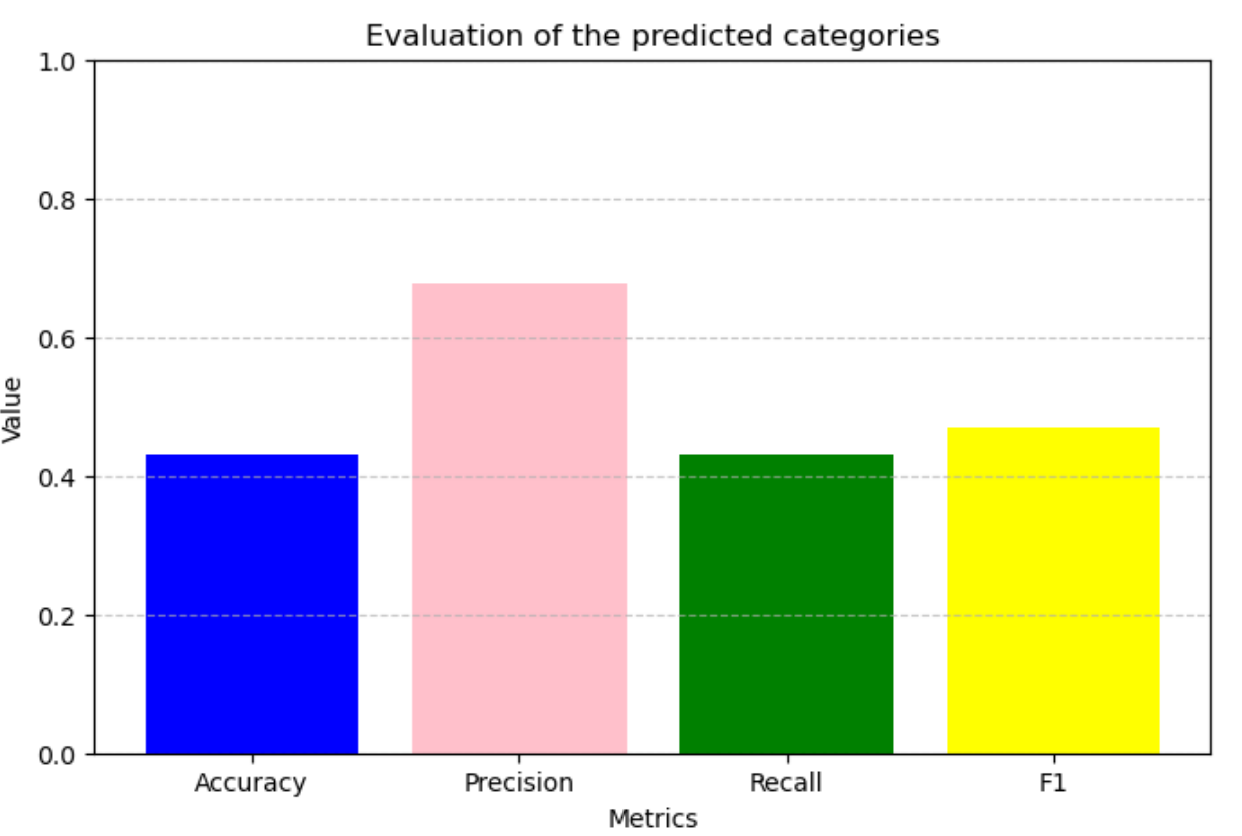 Evaluation of the predicted categories
1.0
0.8
0.6
0.4
0.2
0.0
Value
Accuracy Precision Recall F1
Metrics